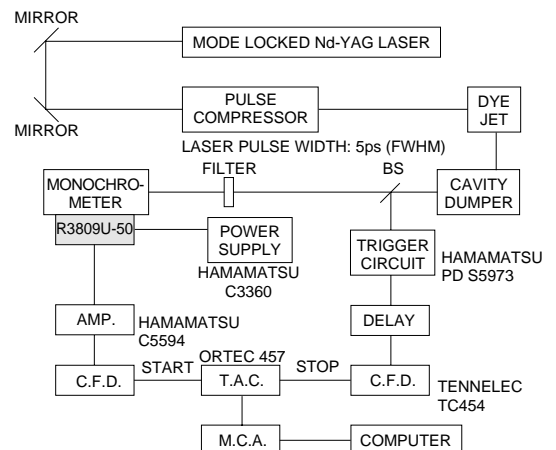 MIRROR
MODE LOCKED Nd-YAG LASER
MIRROR
PULSE
COMPRESSOR
DYE
JET
LASER PULSE WIDTH: 5ps (FWHM)
FILTER
BS
MONOCHRO-
METER
CAVITY
DUMPER
R3809U-50
POWER
SUPPLY
HAMAMATSU
C3360
TRIGGER
CIRCUIT
HAMAMATSU
PD S5973
AMP.
HAMAMATSU
C5594
DELAY
C.F.D.
START
ORTEC 457
T.A.C.
STOP
C.F.D.
TENNELEC
TC454
M.C.A.
COMPUTER